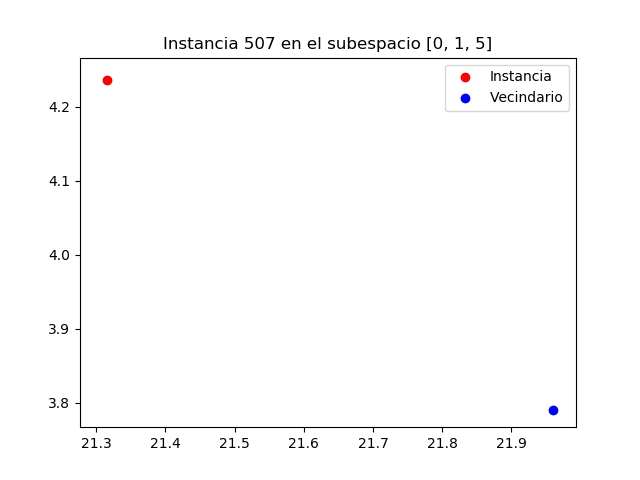 Instancia 507 en el subespacio [0, 1, 5]
Instancia
Vecindario
4.2
4.1
4.0
3.9
3.8
21.3 21.4 21.5 21.6 21.7 21.8 21.9